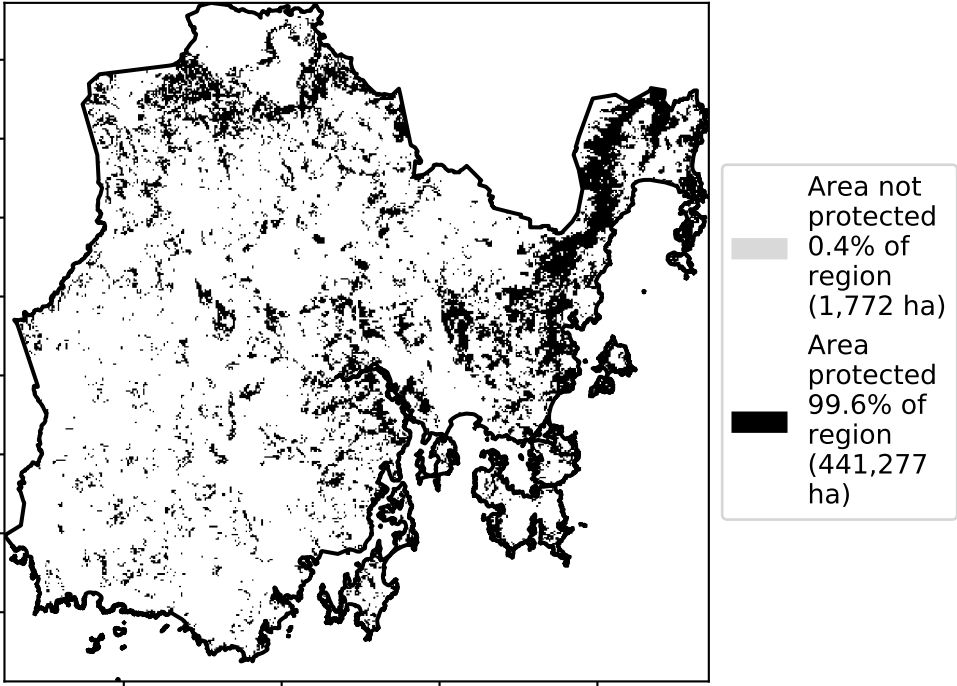 Area not
protected
0.4% of
region
(1,772 ha)
Area
protected
99.6% of
region
(441,277
ha)